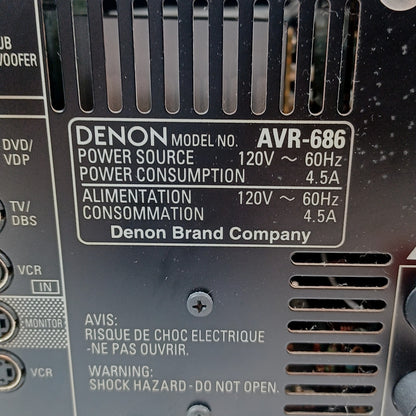 UB
OOFER
DENON MODEL NO. AVR-686
POWER SOURCE 120V ~ 60Hz
POWER CONSUMPTION 4.5A
ALIMENTATION 120V ~ 60Hz
CONSOMMATION 4.5A
Denon Brand Company
DVD/
VDP
TV/
DBS
VCR
IN
MONITOR
VCR
AVIS:
RISQUE DE CHOC ELECTRIQUE
-NE PAS OUVRIR.
WARNING:
SHOCK HAZARD - DO NOT OPEN.